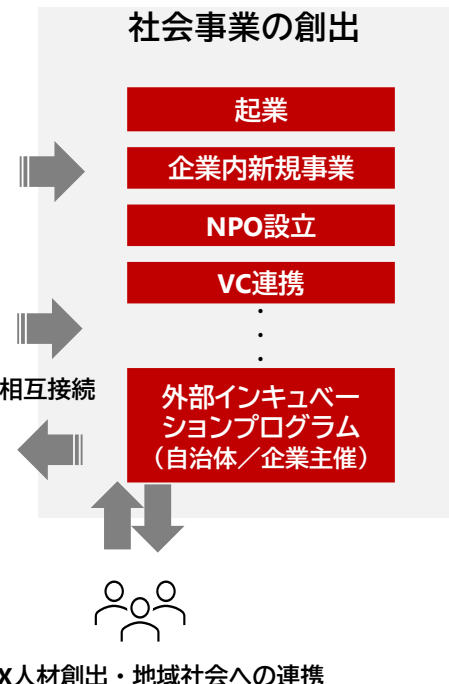 社会事業の創出
起業
企業内新規事業
NPO設立
VC連携
・
・
・
相互接続
外部インキュベー
ションプログラム
（自治体／企業主催）
X人材創出・地域社会への連携